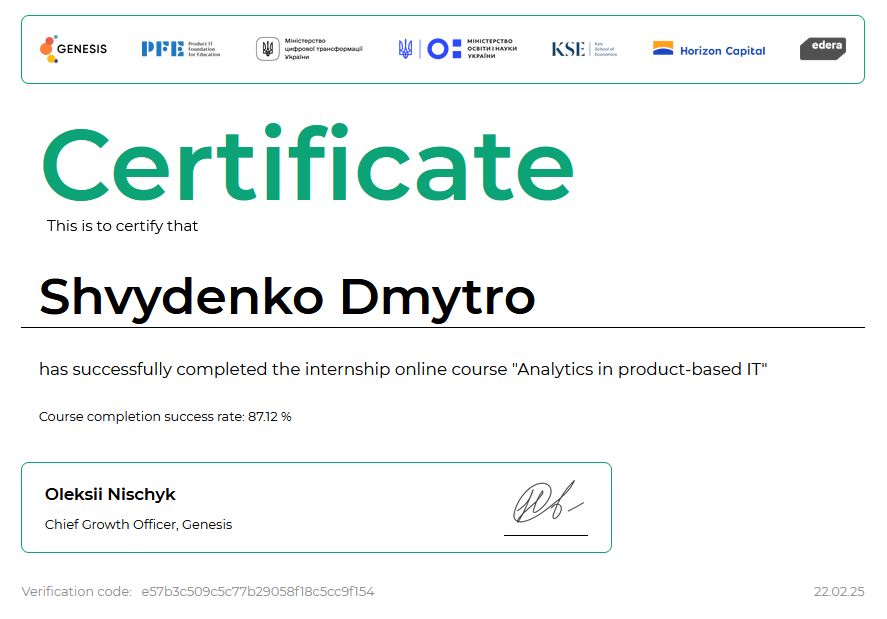 GENESIS
PFE Product IT
Foundation
for Education
Міністерство
цифрової трансформації
України
МІНІСТЕРСТВО
ОСВІТИ І НАУКИ
УКРАЇНИ
KSE Kyiv
School of
Economics
Horizon Capital
edera
Certificate
This is to certify that
Shvydenko Dmytro
has successfully completed the internship online course "Analytics in product-based IT"
Course completion success rate: 87.12 %
Oleksii Nischyk
Chief Growth Officer, Genesis
Verification code: e57b3c509c5c77b29058f18c5cc9f154
22.02.25